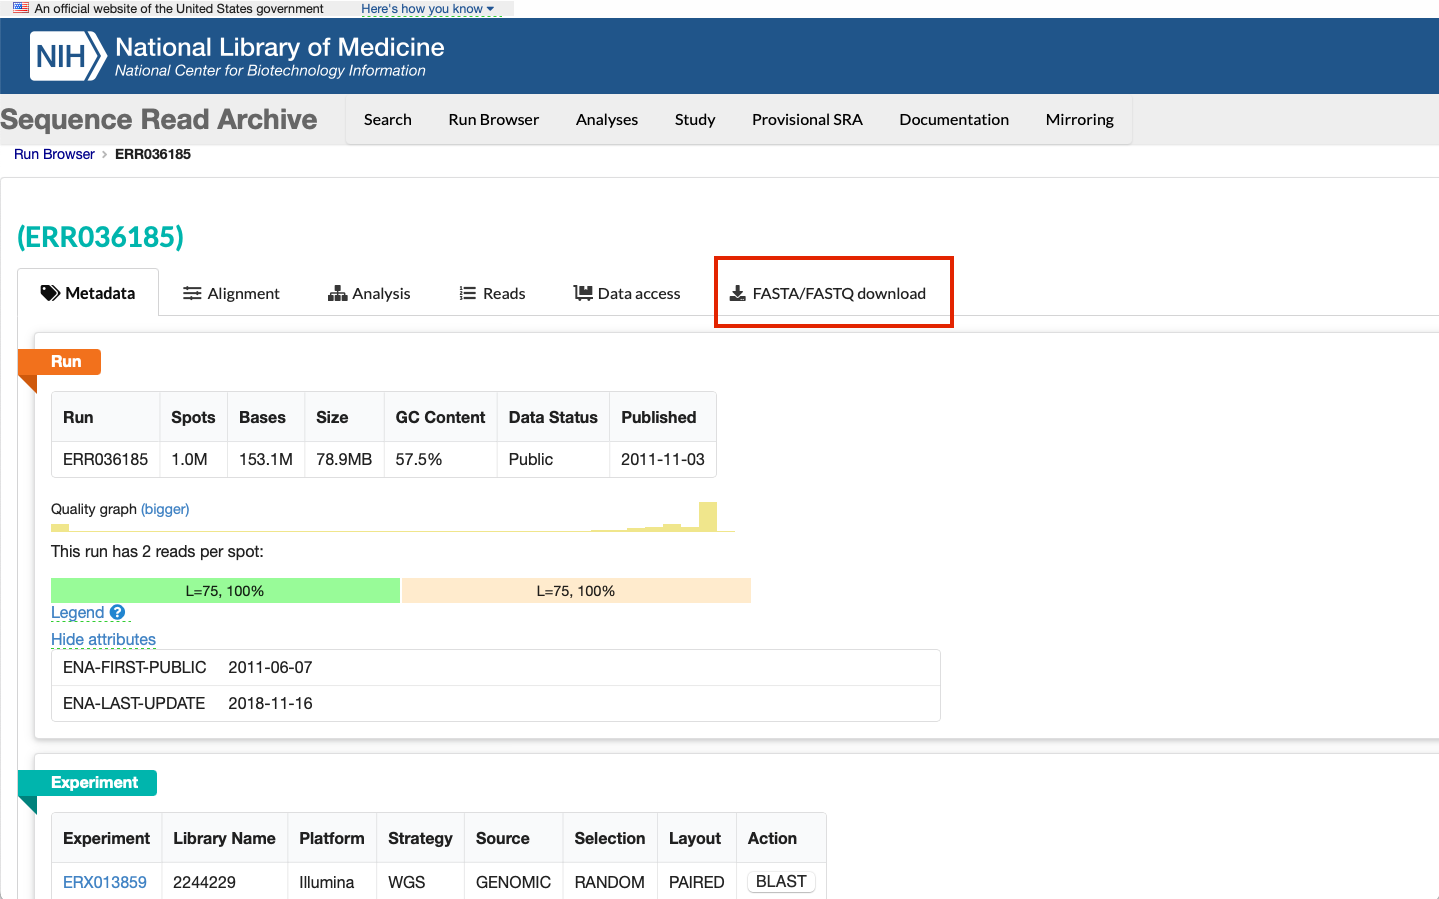 An official website of the United States government Here's how you know
NIH National Library of Medicine
National Center for Biotechnology Information
Sequence Read Archive Search Run Browser Analyses Study Provisional SRA Documentation Mirroring
Run Browser › ERR036185
(ERR036185)
Metadata Alignment Analysis Reads Data access FASTA/FASTQ download
Run
Run Spots Bases Size GC Content Data Status Published
ERR036185 1.0M 153.1M 78.9MB 57.5% Public 2011-11-03
Quality graph (bigger)
This run has 2 reads per spot:
L=75, 100% L=75, 100%
Legend ?
Hide attributes
ENA-FIRST-PUBLIC 2011-06-07
ENA-LAST-UPDATE 2018-11-16
Experiment
Experiment Library Name Platform Strategy Source Selection Layout Action
ERX013859 2244229 Illumina WGS GENOMIC RANDOM PAIRED BLAST